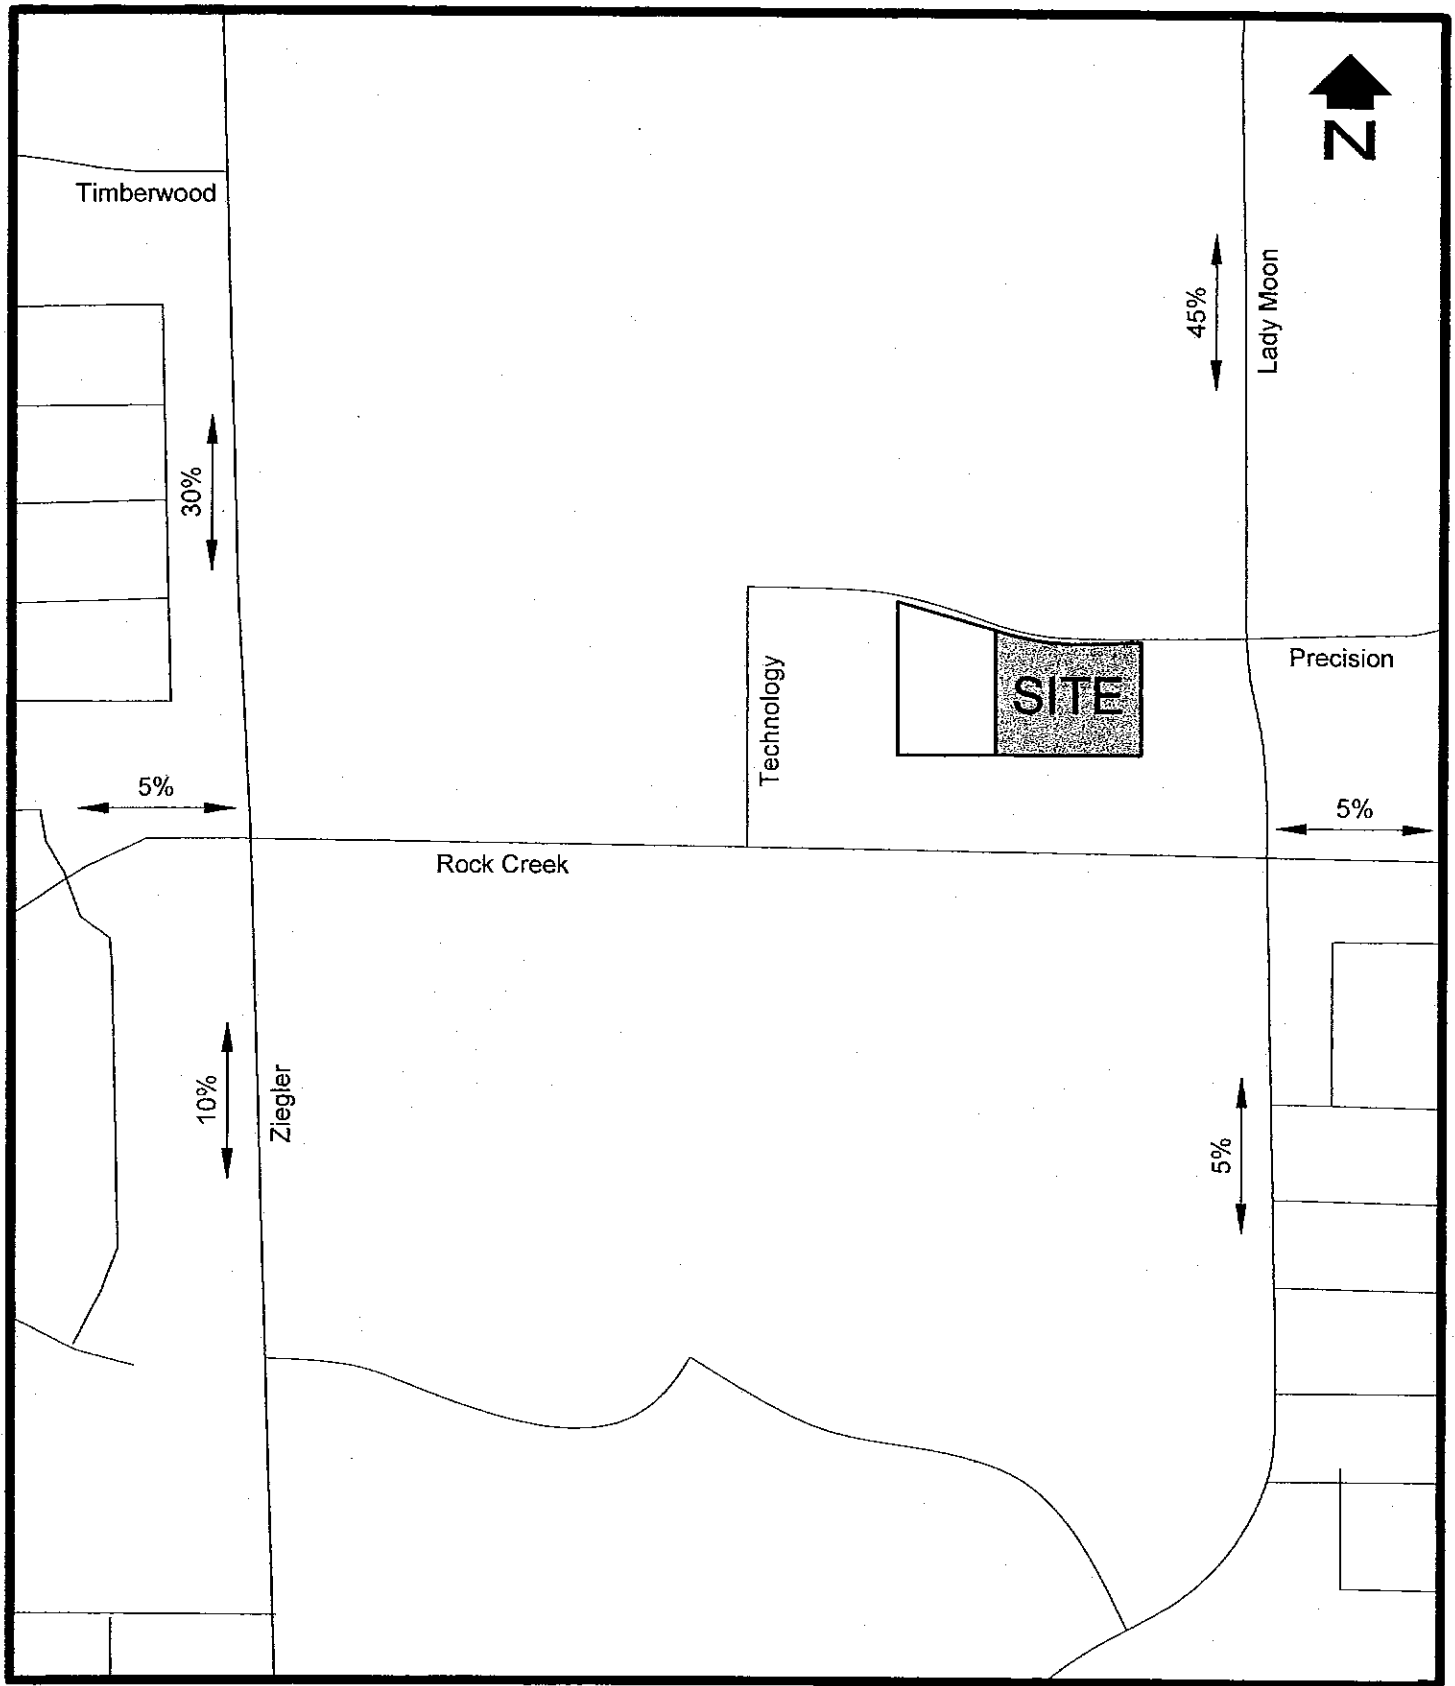 N
Timberwood
45%
Lady Moon
30%
Precision
SITE
Technology
5%
5%
Rock Creek
10%
Ziegler
5%